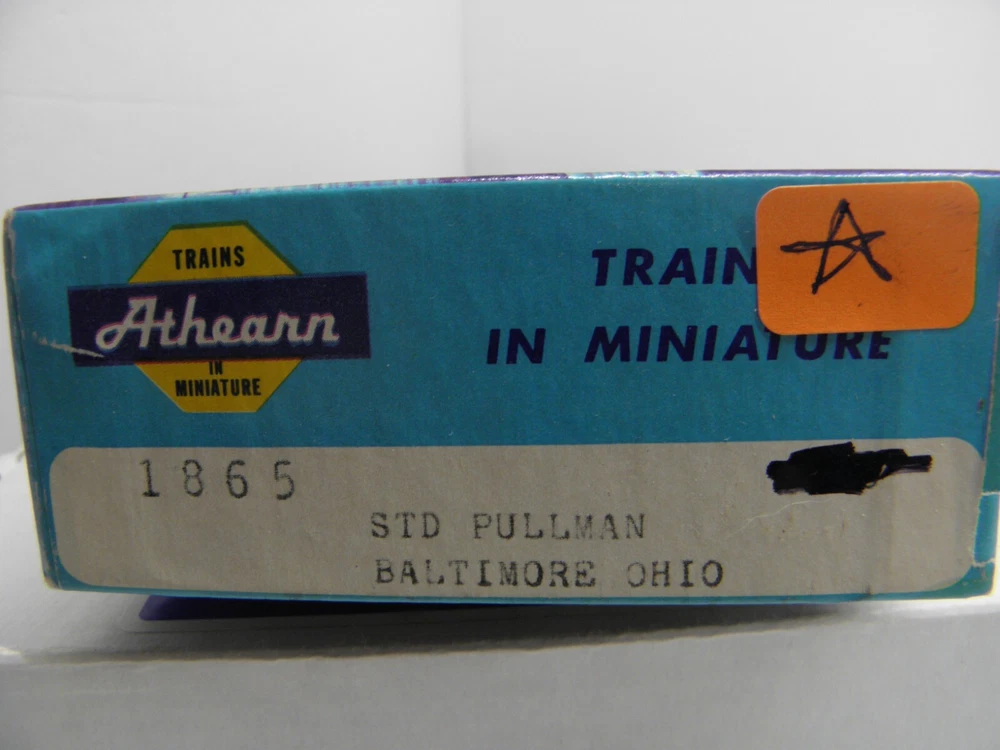 TRAINS
Athearn
IN
MINIATURE
TRAIN
IN MINIATURE
1865
STD PULLMAN
BALTIMORE OHIO